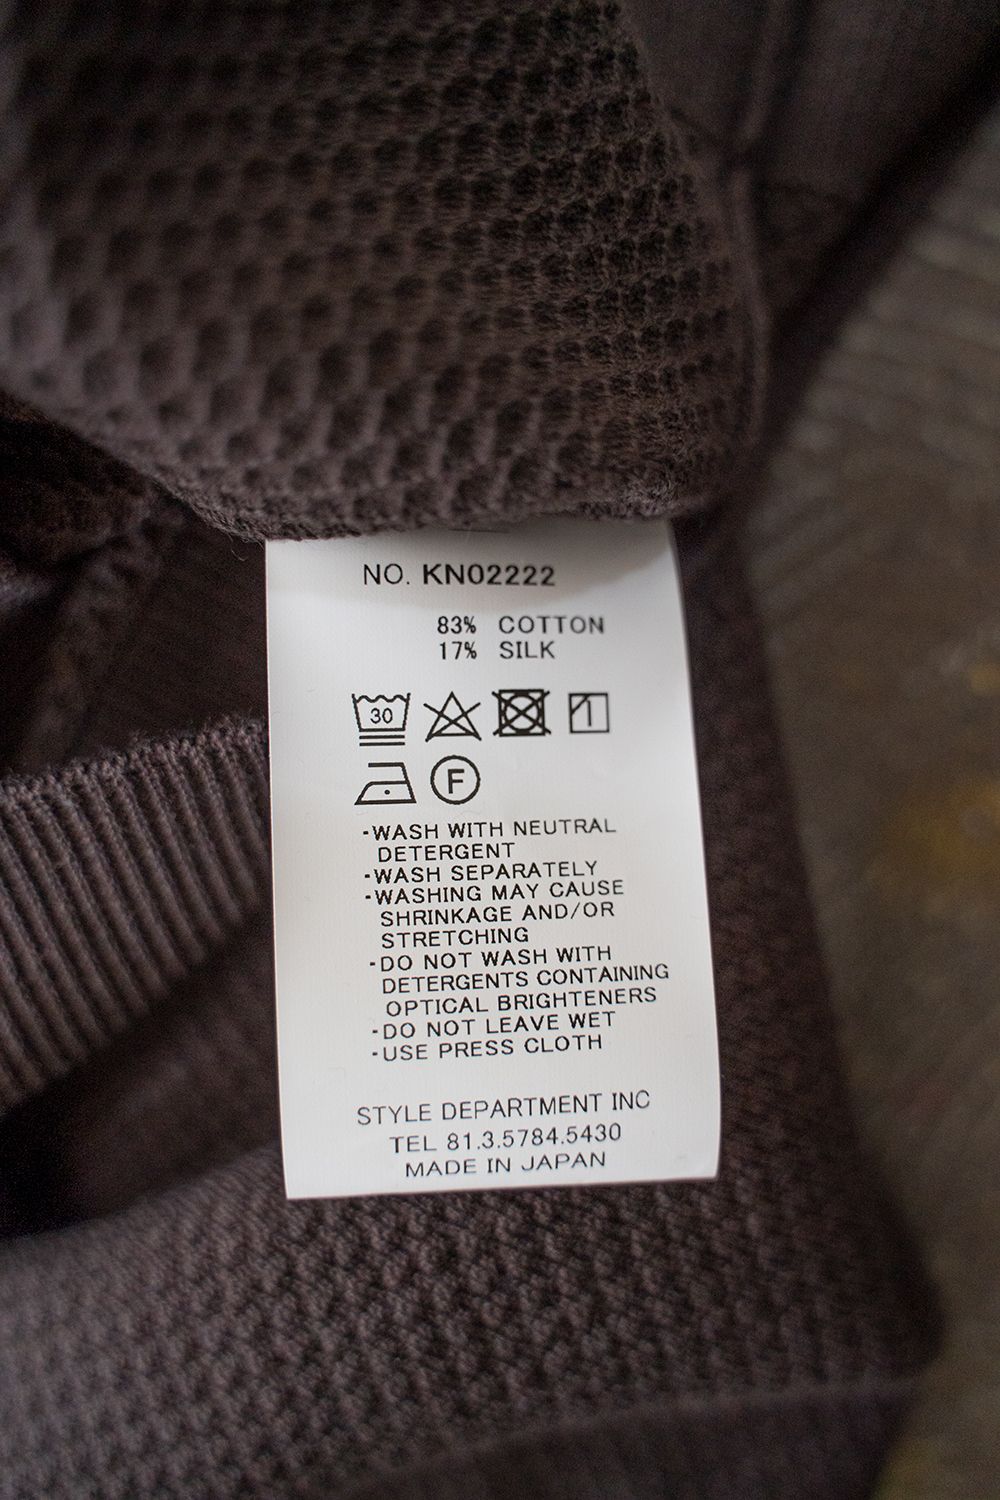 NO. KN02222
83% COTTON
17% SILK
30
F
-WASH WITH NEUTRAL
DETERGENT
-WASH SEPARATELY
-WASHING MAY CAUSE
SHRINKAGE AND/OR
STRETCHING
-DO NOT WASH WITH
DETERGENTS CONTAINING
OPTICAL BRIGHTENERS
-DO NOT LEAVE WET
-USE PRESS CLOTH
STYLE DEPARTMENT INC
TEL 81.3.5784.5430
MADE IN JAPAN